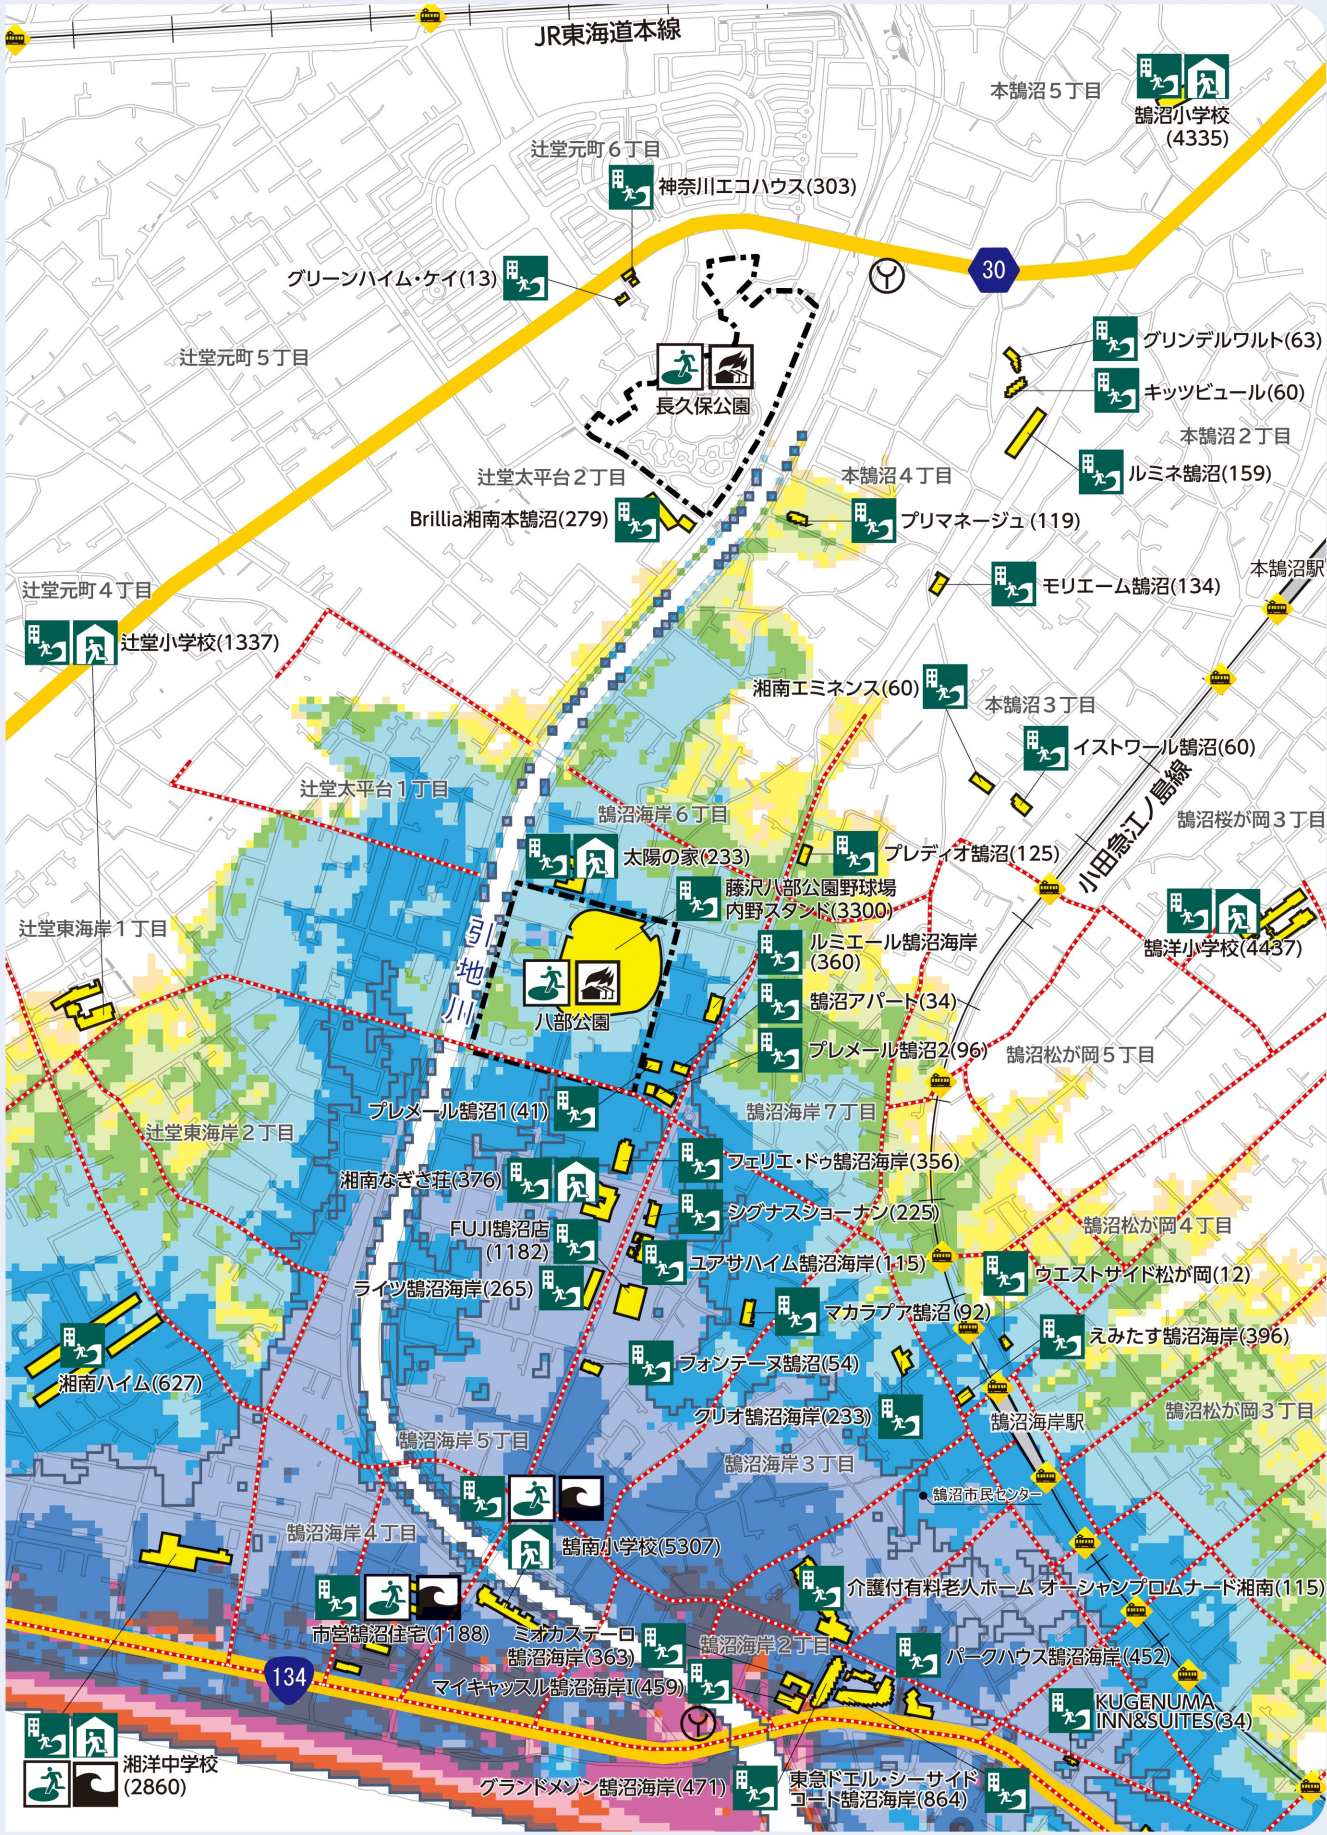 JR東海道本線
本鵠沼5丁目
鵠沼小学校
(4335)
辻堂元町6丁目
神奈川エコハウス(303)
グリーンハイム・ケイ(13)
30
辻堂元町5丁目
グリンデルワルト(63)
キッツビュール(60)
長久保公園
本鵠沼2丁目
辻堂太平台2丁目
本鵠沼4丁目
ルミネ鵠沼(159)
Brillia湘南本鵠沼(279)
プリマネージュ(119)
本鵠沼駅
辻堂元町4丁目
モリエーム鵠沼(134)
辻堂小学校(1337)
湘南エミネンス(60)
本鵠沼3丁目
イストワール鵠沼(60)
小田急江ノ島線
辻堂太平台1丁目
鵠沼海岸6丁目
鵠沼桜が岡3丁目
太陽の家(233)
プレディオ鵠沼(125)
藤沢八部公園野球場
内野スタンド(3300)
辻堂東海岸1丁目
引地川
ルミエール鵠沼海岸
(360)
鵠洋小学校(4437)
鵠沼アパート(34)
八部公園
プレメール鵠沼2(96)
鵠沼松が岡5丁目
プレメール鵠沼1(41)
鵠沼海岸7丁目
辻堂東海岸2丁目
フェリエ・ドゥ鵠沼海岸(356)
湘南なぎさ荘(376)
シグナスショーナン(225)
鵠沼松が岡4丁目
FUJI鵠沼店
(1182)
ユアサハイム鵠沼海岸(115)
ウエストサイド松が岡(12)
ライツ鵠沼海岸(265)
マカラプア鵠沼(92)
えみたす鵠沼海岸(396)
フォンテーヌ鵠沼(54)
湘南ハイム(627)
クリオ鵠沼海岸(233)
鵠沼海岸駅
鵠沼松が岡3丁目
鵠沼海岸5丁目
鵠沼海岸3丁目
鵠沼市民センター
鵠沼海岸4丁目
鵠南小学校(5307)
介護付有料老人ホーム オーシャンプロムナード湘南(115)
市営鵠沼住宅(1188)
ミオカステーロ
鵠沼海岸(363)
鵠沼海岸2丁目
パークハウス鵠沼海岸(452)
134
マイキャッスル鵠沼海岸I(459)
KUGENUMA
INN&SUITES(34)
湘洋中学校
(2860)
グランドメゾン鵠沼海岸(471)
東急ドエル・シーサイド
コート鵠沼海岸(864)